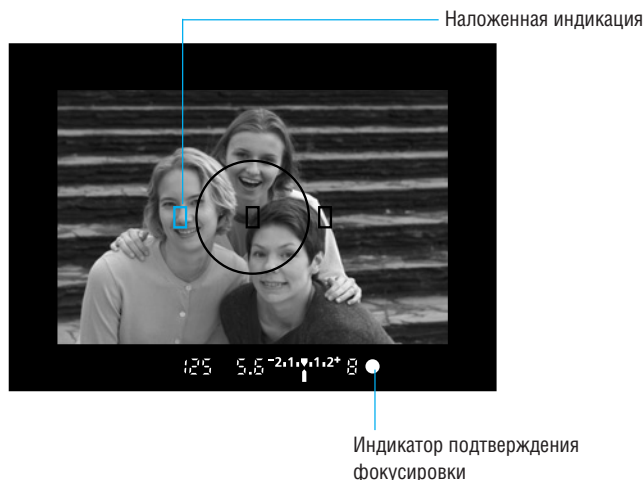 Наложенная индикация
125 5.6 -2.1.▼.1.2+ 8
Индикатор подтверждения
фокусировки